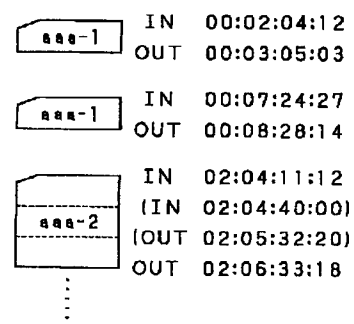 IN 00:02:04:12
aaa-1
OUT 00:03:05:03
IN 00:07:24:27
aaa-1
OUT 00:08:28:14
IN 02:04:11:12
(IN 02:04:40:00)
aaa-2
(OUT 02:05:32:20)
OUT 02:06:33:18